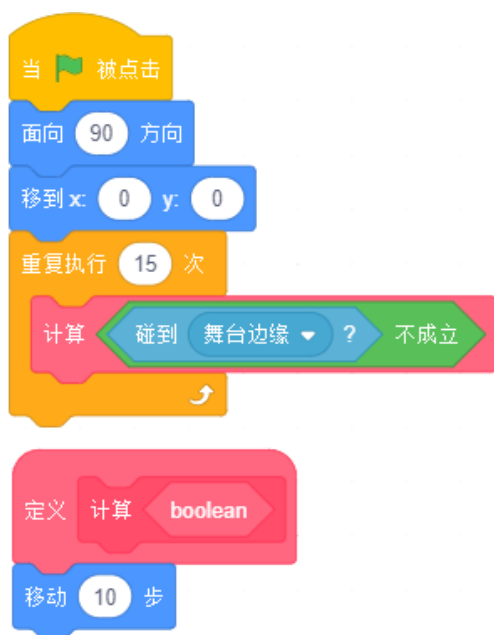 当 被点击
面向 90 方向
移到 x: 0 y: 0
重复执行 15 次
计算 碰到 舞台边缘 ? 不成立
定义 计算 boolean
移动 10 步